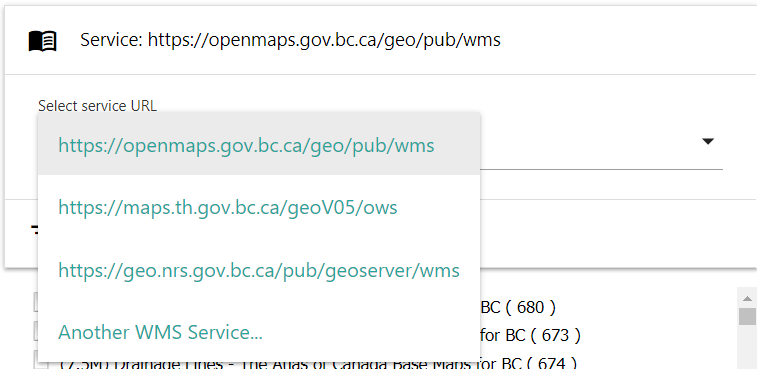 Service: https://openmaps.gov.bc.ca/geo/pub/wms
Select service URL
https://openmaps.gov.bc.ca/geo/pub/wms
https://maps.th.gov.bc.ca/geoV05/ows
https://geo.nrs.gov.bc.ca/pub/geoserver/wms
Another WMS Service...
BC ( 680 )
for BC ( 673 )
(7.5M) Drainage Lines - The Atlas of Canada Base Maps for BC ( 674 )